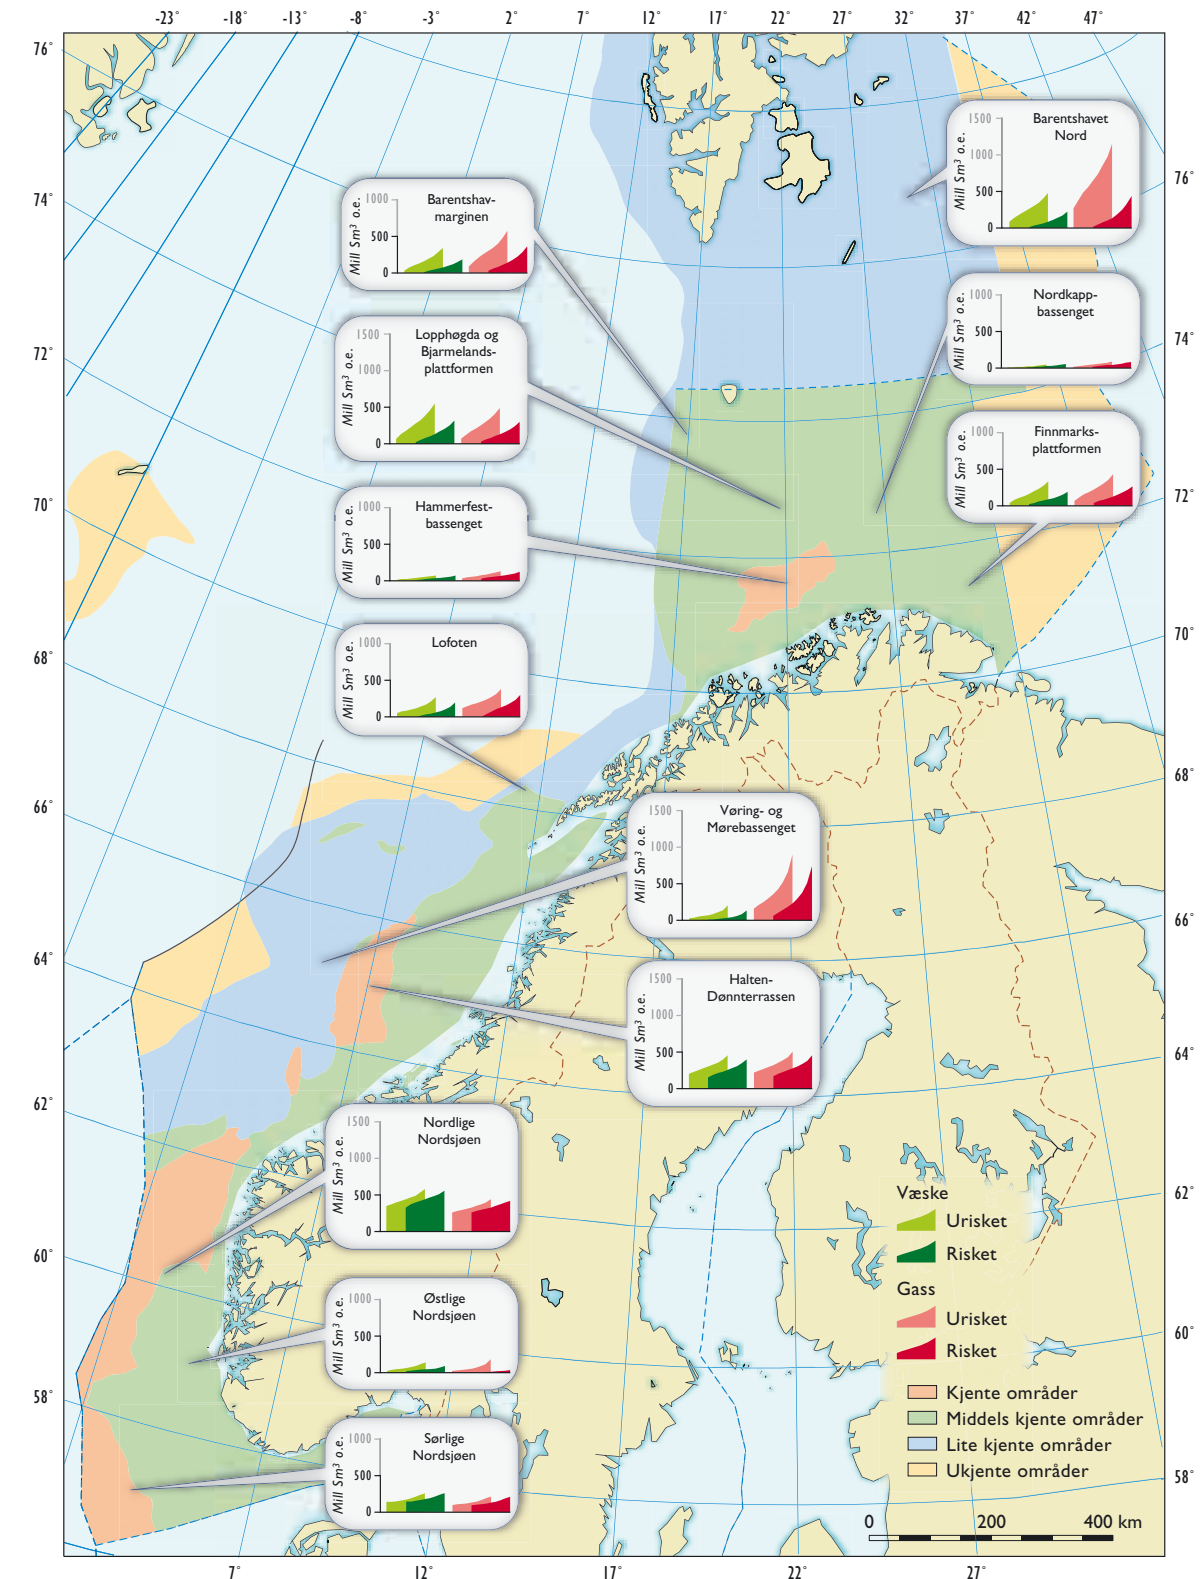 -23° -18° -13° -8° -3° 2° 7° 12° 17° 22° 27° 32° 37° 42° 47°
76°
74°
72°
70°
68°
66°
64°
62°
60°
58°
76°
74°
72°
70°
68°
66°
64°
62°
60°
58°
7° 12° 17° 22° 27°
Barentshavet
Nord
Mill Sm³ o.e.
1500
1000
500
0
Barentshav-
marginen
Mill Sm³ o.e.
1000
500
0
Nordkapp-
bassenget
Mill Sm³ o.e.
1000
500
0
Lopphøgda og
Bjarmelands-
plattformen
Mill Sm³ o.e.
1500
1000
500
0
Finnmarks-
plattformen
Mill Sm³ o.e.
1000
500
0
Hammerfest-
bassenget
Mill Sm³ o.e.
1000
500
0
Lofoten
Mill Sm³ o.e.
1000
500
0
Vøring- og
Mørebassenget
Mill Sm³ o.e.
1500
1000
500
0
Halten-
Dønnterrassen
Mill Sm³ o.e.
1500
1000
500
0
Nordlige
Nordsjøen
Mill Sm³ o.e.
1500
1000
500
0
Østlige
Nordsjøen
Mill Sm³ o.e.
1000
500
0
Sørlige
Nordsjøen
Mill Sm³ o.e.
1000
500
0
Væske
Urisket
Risket
Gass
Urisket
Risket
Kjente områder
Middels kjente områder
Lite kjente områder
Ukjente områder
0 200 400 km